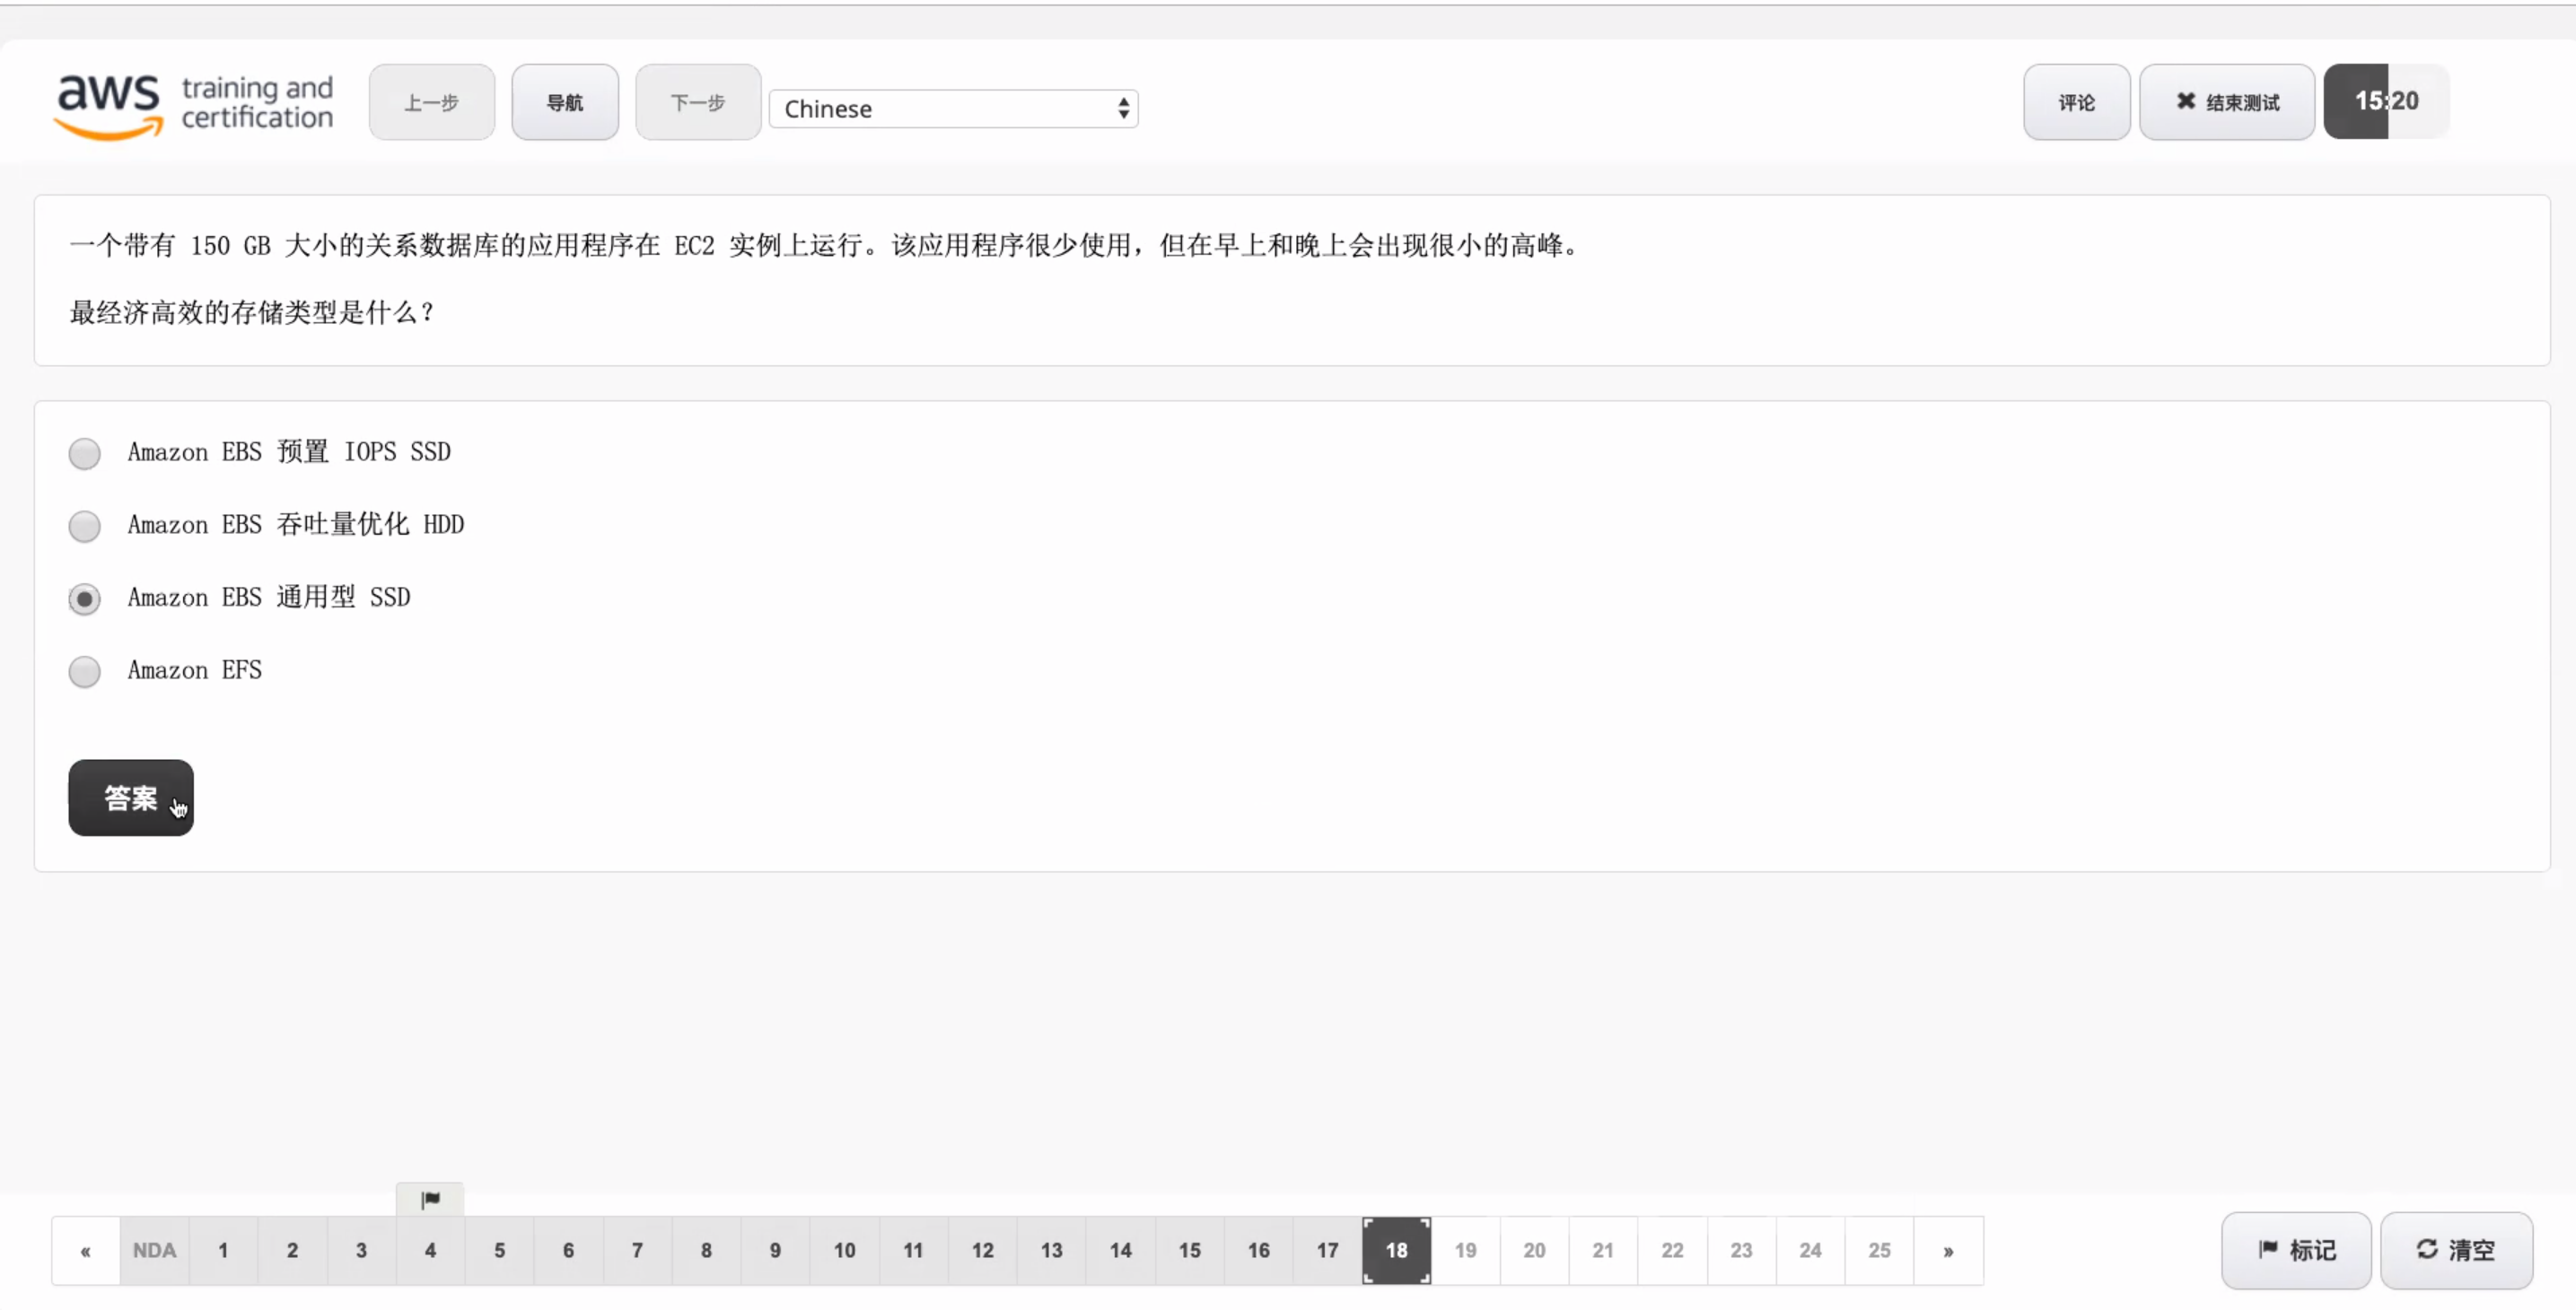 aws training and certification
上一步
导航
下一步
Chinese
评论
✖ 结束测试
15:20
一个带有 150 GB 大小的关系数据库的应用程序在 EC2 实例上运行。该应用程序很少使用，但在早上和晚上会出现很小的高峰。
最经济高效的存储类型是什么？
Amazon EBS 预置 IOPS SSD
Amazon EBS 吞吐量优化 HDD
Amazon EBS 通用型 SSD
Amazon EFS
答案
« NDA 1 2 3 4 5 6 7 8 9 10 11 12 13 14 15 16 17 18 19 20 21 22 23 24 25 »
标记
清空